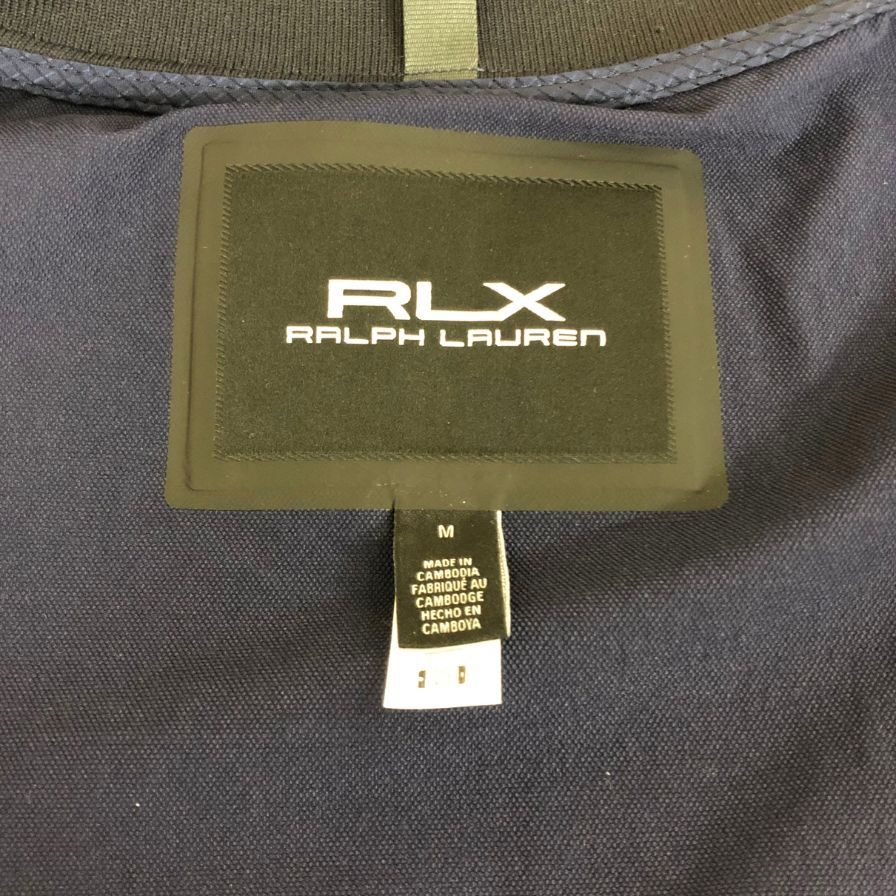 RLX
RALPH LAUREN
M
MADE IN
CAMBODIA
FABRIQUÉ AU
CAMBODGE
HECHO EN
CAMBOYA